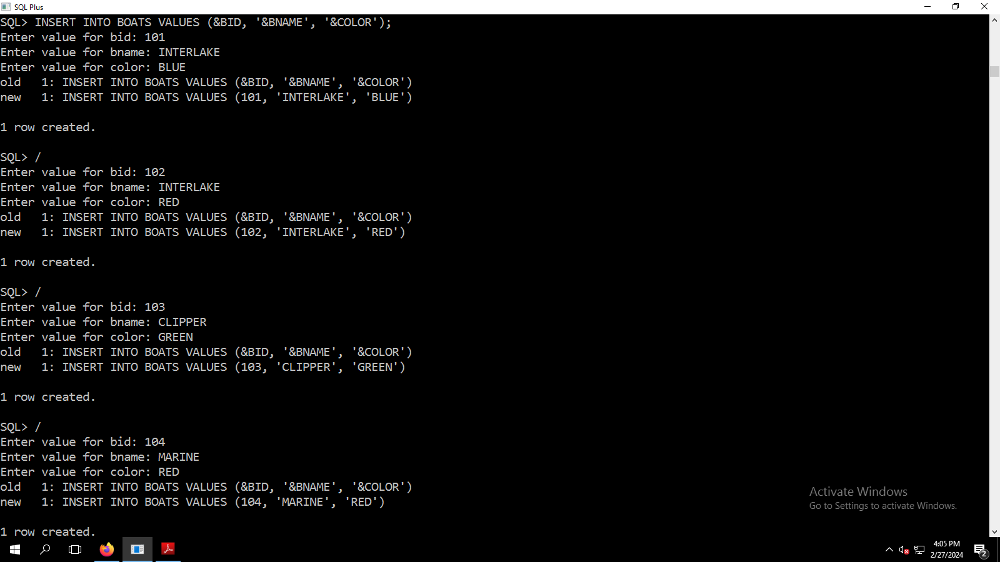 SQL Plus
SQL> INSERT INTO BOATS VALUES (&BID, '&BNAME', '&COLOR');
Enter value for bid: 101
Enter value for bname: INTERLAKE
Enter value for color: BLUE
old   1: INSERT INTO BOATS VALUES (&BID, '&BNAME', '&COLOR')
new   1: INSERT INTO BOATS VALUES (101, 'INTERLAKE', 'BLUE')
1 row created.
SQL> /
Enter value for bid: 102
Enter value for bname: INTERLAKE
Enter value for color: RED
old   1: INSERT INTO BOATS VALUES (&BID, '&BNAME', '&COLOR')
new   1: INSERT INTO BOATS VALUES (102, 'INTERLAKE', 'RED')
1 row created.
SQL> /
Enter value for bid: 103
Enter value for bname: CLIPPER
Enter value for color: GREEN
old   1: INSERT INTO BOATS VALUES (&BID, '&BNAME', '&COLOR')
new   1: INSERT INTO BOATS VALUES (103, 'CLIPPER', 'GREEN')
1 row created.
SQL> /
Enter value for bid: 104
Enter value for bname: MARINE
Enter value for color: RED
old   1: INSERT INTO BOATS VALUES (&BID, '&BNAME', '&COLOR')
new   1: INSERT INTO BOATS VALUES (104, 'MARINE', 'RED')
1 row created.
Activate Windows
Go to Settings to activate Windows.
4:05 PM
2/27/2024
2